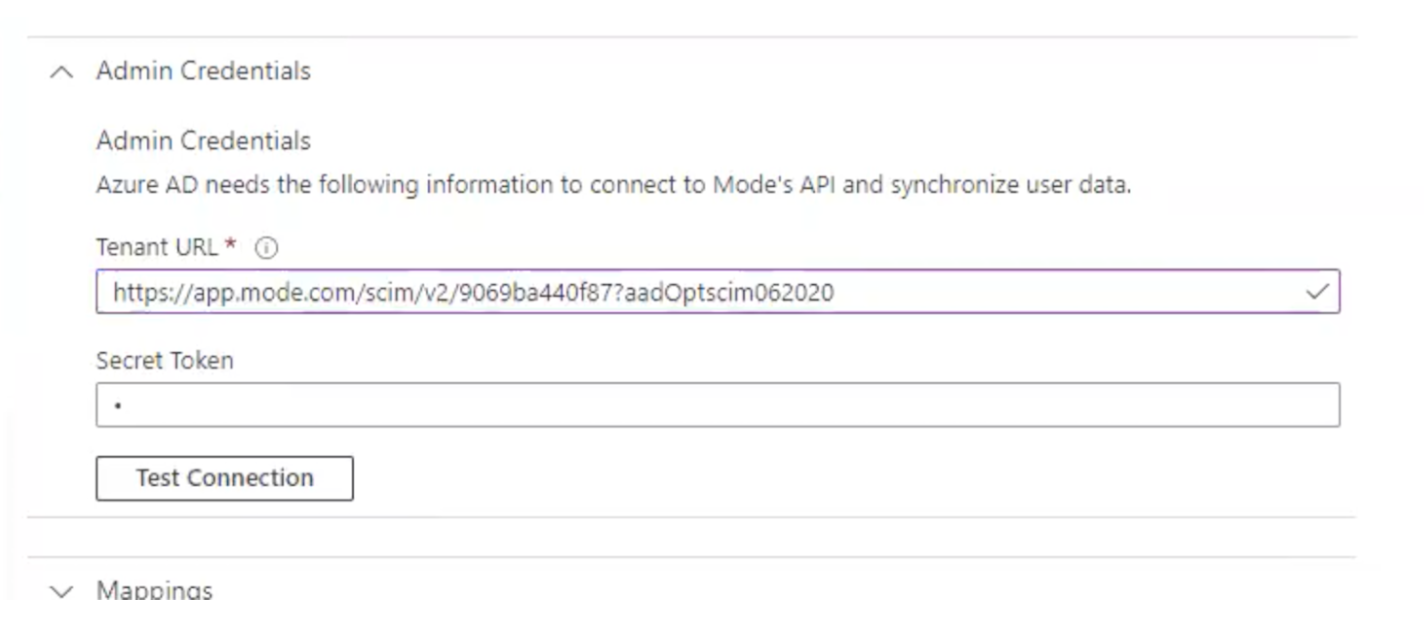 Admin Credentials
Admin Credentials
Azure AD needs the following information to connect to Mode's API and synchronize user data.
Tenant URL *
https://app.mode.com/scim/v2/9069ba440f87?aadOptscim062020
Secret Token
•
Test Connection
Mappings